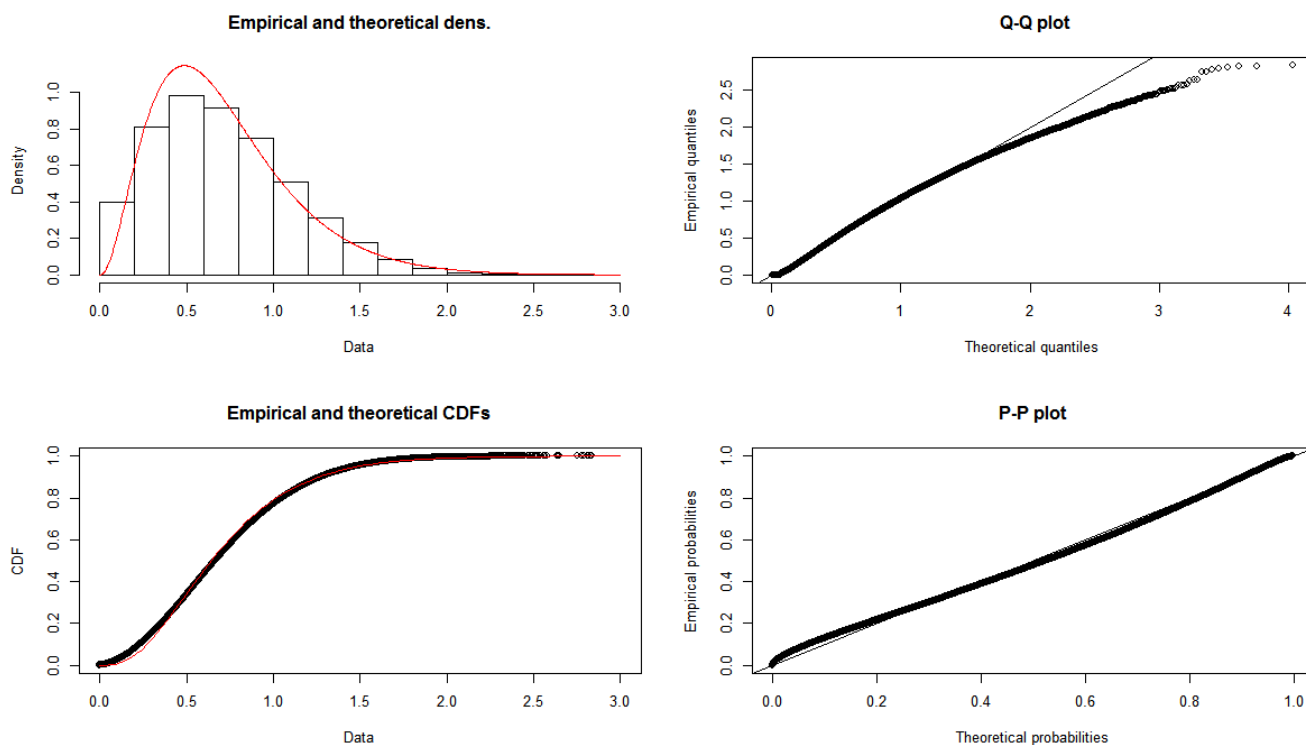 Empirical and theoretical dens.
Density
0.0 0.2 0.4 0.6 0.8 1.0
0.0 0.5 1.0 1.5 2.0 2.5 3.0
Data
Q-Q plot
Empirical quantiles
0.0 0.5 1.0 1.5 2.0 2.5
0 1 2 3 4
Theoretical quantiles
Empirical and theoretical CDFs
CDF
0.0 0.2 0.4 0.6 0.8 1.0
0.0 0.5 1.0 1.5 2.0 2.5 3.0
Data
P-P plot
Empirical probabilities
0.0 0.2 0.4 0.6 0.8 1.0
0.0 0.2 0.4 0.6 0.8 1.0
Theoretical probabilities